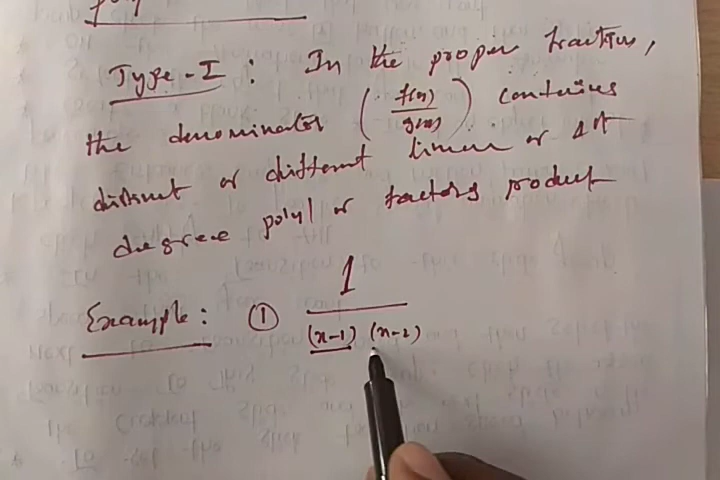 Type-I : In the proper fraction,
the denominator ( f(x)/g(x) ) contains
distinct or different linear or 1st
degree polyl or factors product
Example: ① 1/((x-1) (x-2))